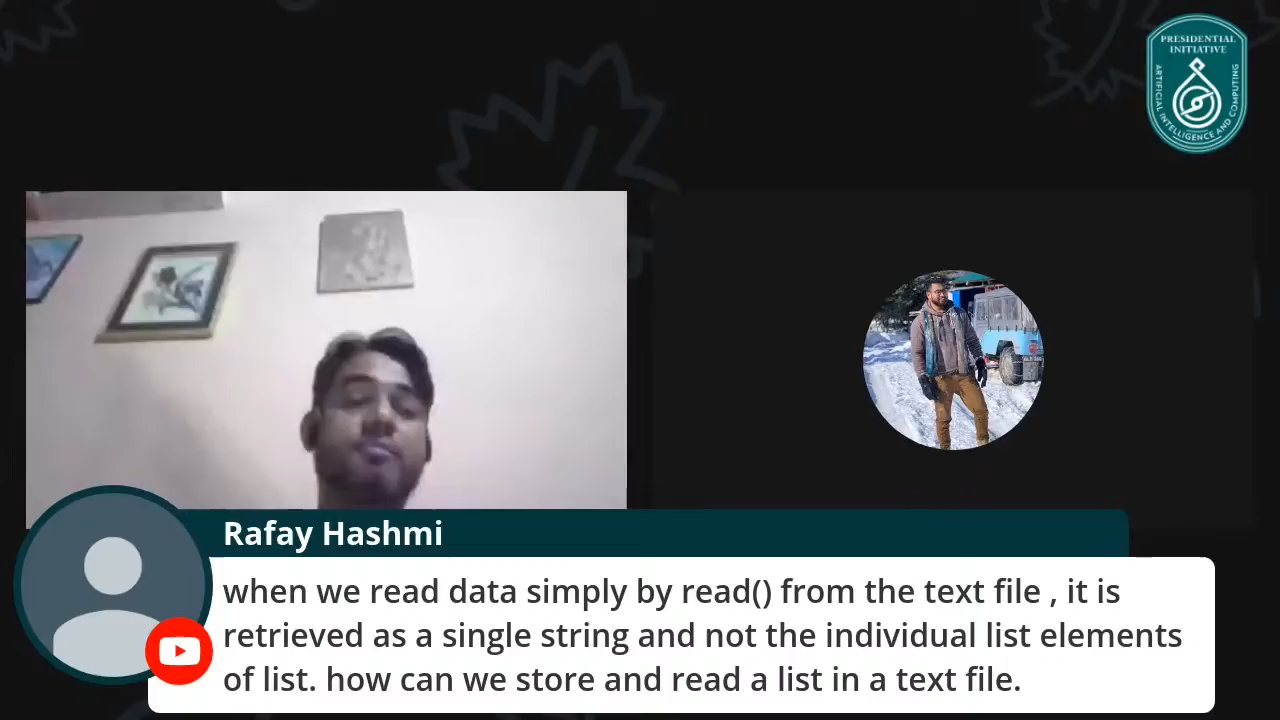 PRESIDENTIAL
INITIATIVE
ARTIFICIAL INTELLIGENCE AND COMPUTING
Rafay Hashmi
when we read data simply by read() from the text file , it is
retrieved as a single string and not the individual list elements
of list. how can we store and read a list in a text file.